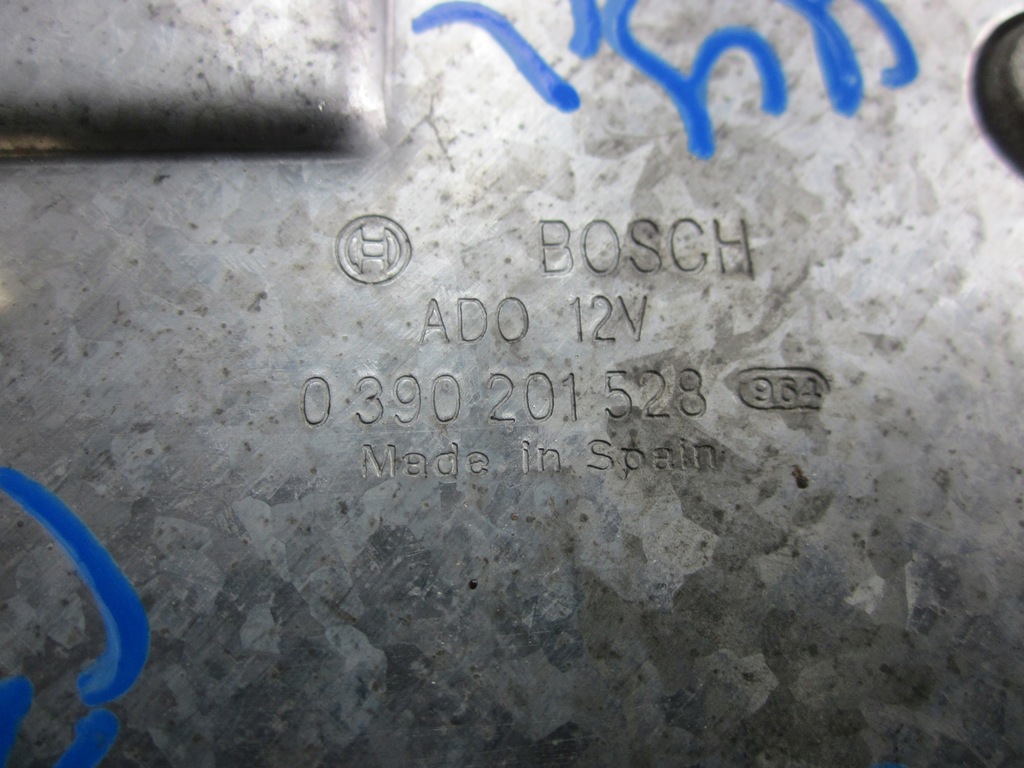 BOSCH
ADO 12V
0 390 201 528 964
Made in Spain